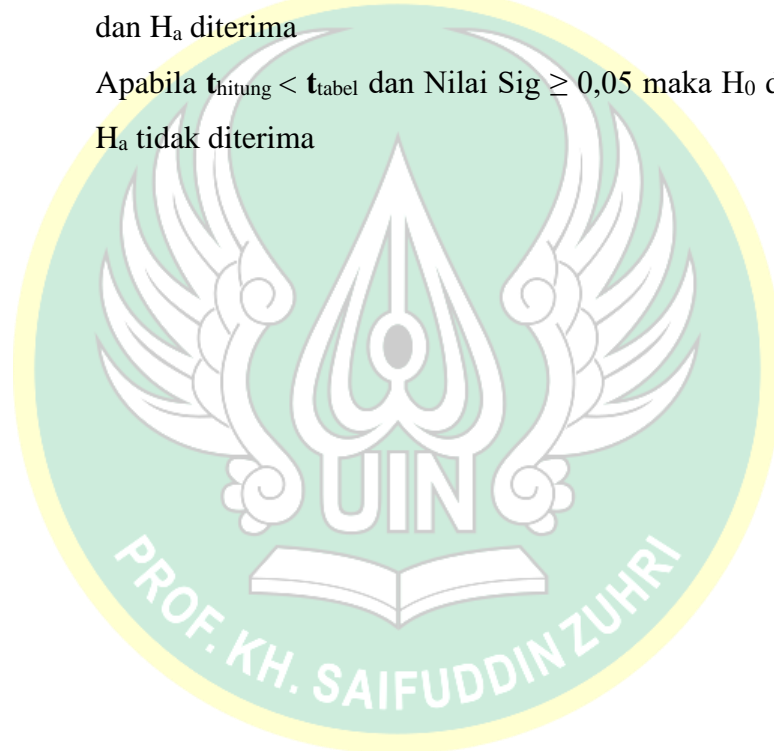 dan Hₐ diterima
Apabila t_hitung < t_tabel dan Nilai Sig ≥ 0,05 maka H₀ d
Hₐ tidak diterima
UIN
PROF. KH. SAIFUDDIN ZUHRI